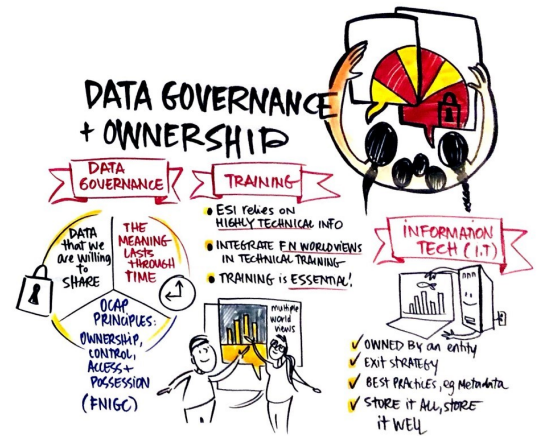 DATA GOVERNANCE
+ OWNERSHIP
DATA
GOVERNANCE
DATA
that we
are willing
to
SHARE
THE
MEANING
LASTS
THROUGH
TIME
OCAP
PRINCIPLES:
OWNERSHIP,
CONTROL,
ACCESS +
POSSESSION
(FNIGC)
TRAINING
ESI relies on
HIGHLY TECHNICAL INFO
INTEGRATE F.N WORLDVIEWS
IN TECHNICAL TRAINING
TRAINING is ESSENTIAL!
multiple
world
views
INFORMATION
TECH (I.T)
OWNED BY an entity
EXIT STRATEGY
BEST PRACTICES, eg Metadata
STORE IT ALL, STORE
IT WELL